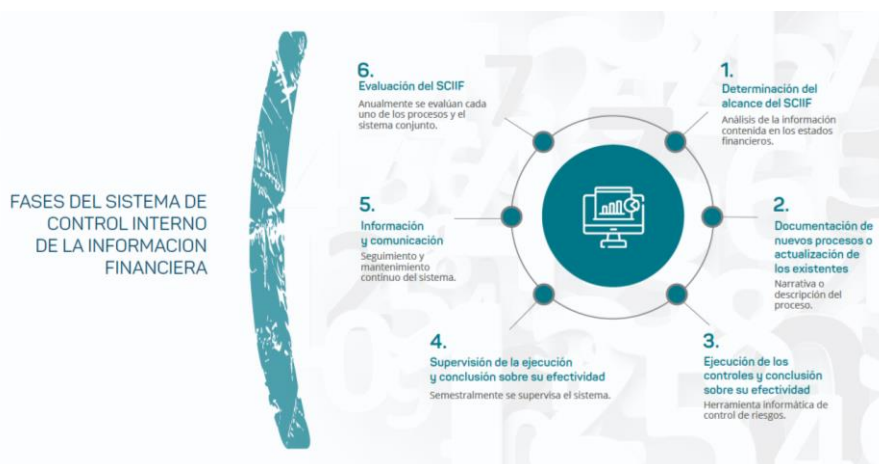 FASES DEL SISTEMA DE
CONTROL INTERNO
DE LA INFORMACION
FINANCIERA
1.
Determinación del
alcance del SCIIF
Análisis de la información
contenida en los estados
financieros.
2.
Documentación de
nuevos procesos o
actualización de
los existentes
Narrativa o
descripción del
proceso.
3.
Ejecución de los
controles y conclusión
sobre su efectividad
Herramienta informática de
control de riesgos.
4.
Supervisión de la ejecución
y conclusión sobre su efectividad
Semestralmente se supervisa el sistema.
5.
Información
y comunicación
Seguimiento y
mantenimiento
continuo del sistema.
6.
Evaluación del SCIIF
Anualmente se evalúan cada
uno de los procesos y el
sistema conjunto.